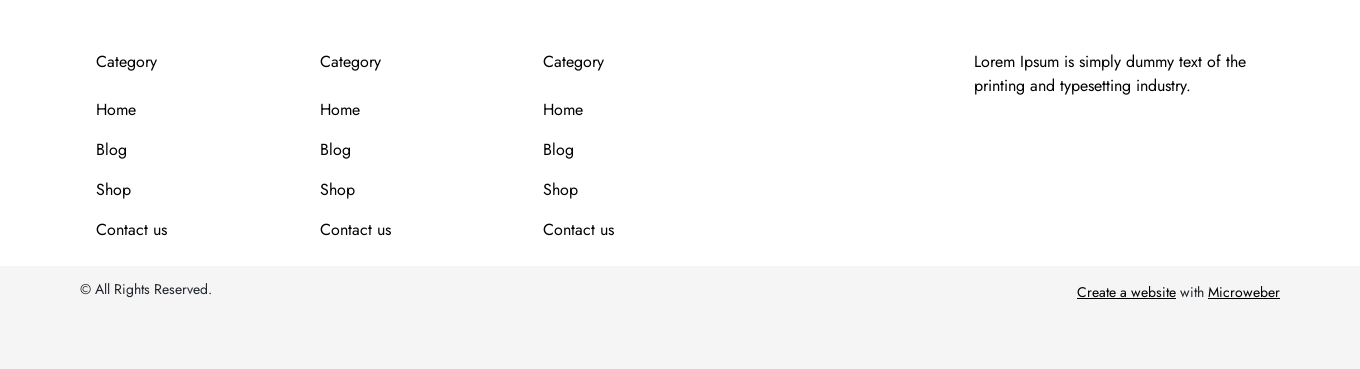 Category
Home
Blog
Shop
Contact us
Category
Home
Blog
Shop
Contact us
Category
Home
Blog
Shop
Contact us
Lorem Ipsum is simply dummy text of the
printing and typesetting industry.
© All Rights Reserved.
Create a website with Microweber